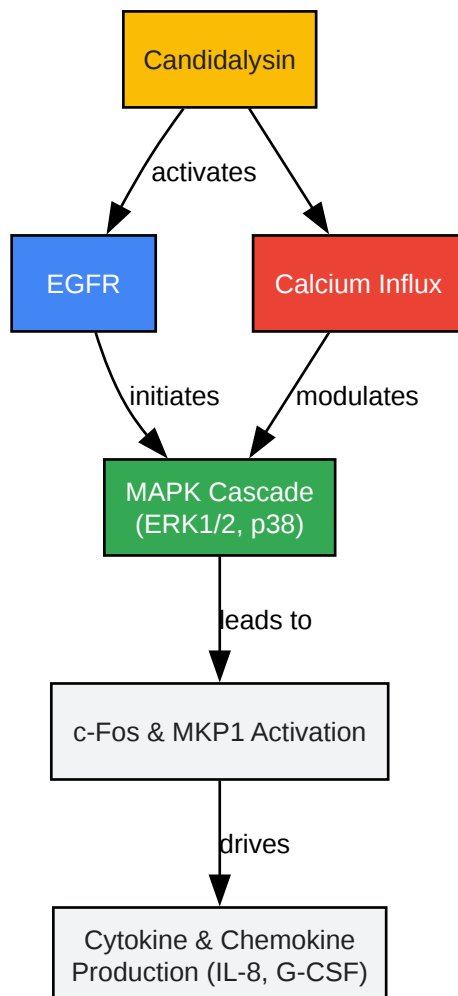 Candidalysin
activates
EGFR
Calcium Influx
initiates
modulates
MAPK Cascade
(ERK1/2, p38)
leads to
c-Fos & MKP1 Activation
drives
Cytokine & Chemokine
Production (IL-8, G-CSF)